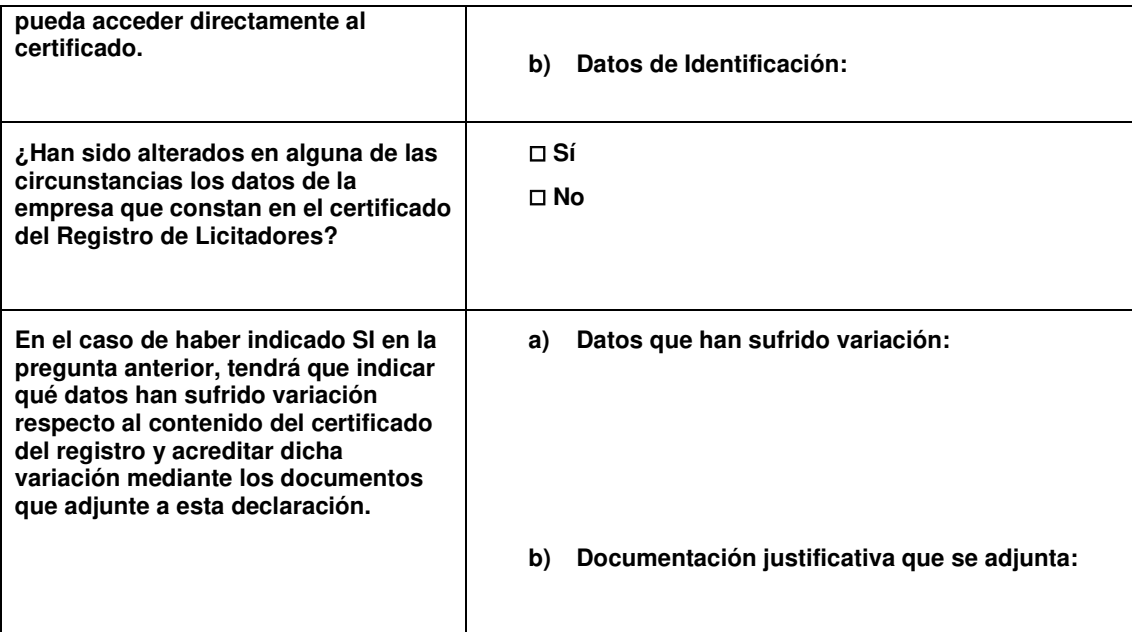 pueda acceder directamente al
certificado.
b) Datos de Identificación:
¿Han sido alterados en alguna de las
circunstancias los datos de la
empresa que constan en el certificado
del Registro de Licitadores?
□ Sí
□ No
En el caso de haber indicado SI en la
pregunta anterior, tendrá que indicar
qué datos han sufrido variación
respecto al contenido del certificado
del registro y acreditar dicha
variación mediante los documentos
que adjunte a esta declaración.
a) Datos que han sufrido variación:
b) Documentación justificativa que se adjunta: